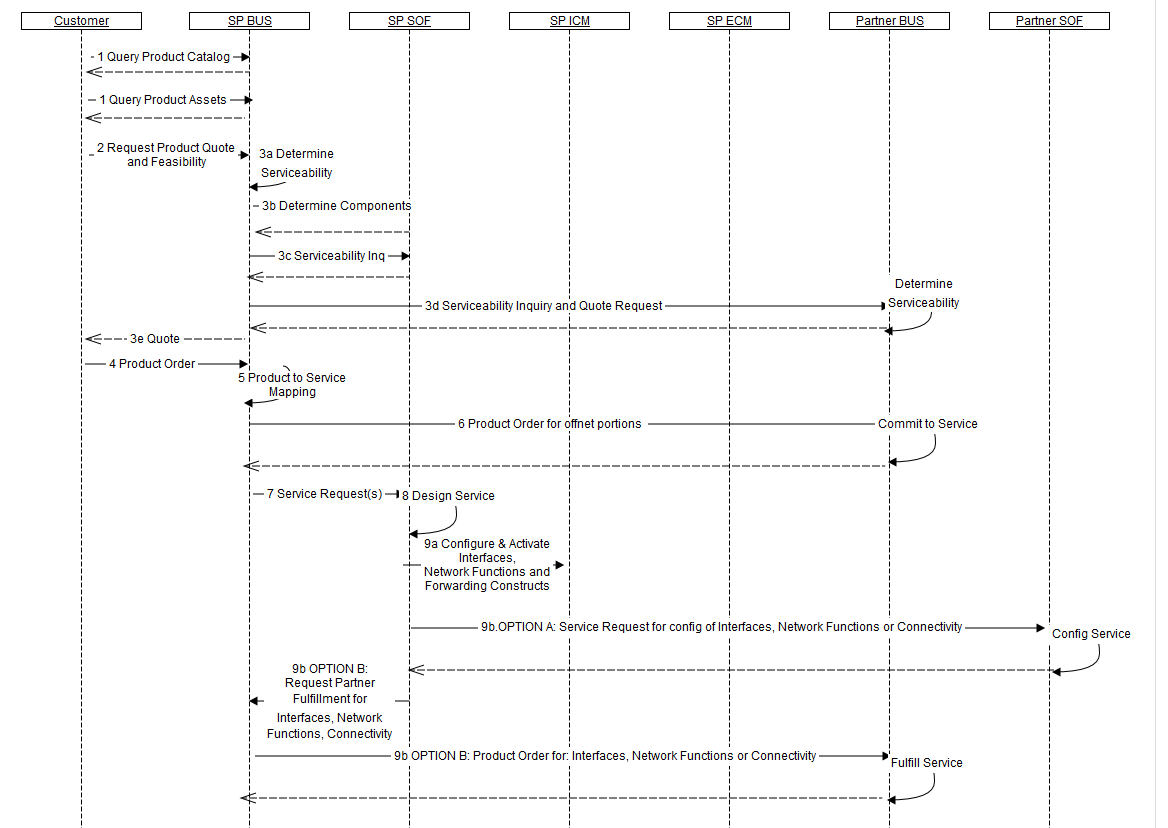 Customer
SP BUS
SP SOF
SP ICM
SP ECM
Partner BUS
Partner SOF
1 Query Product Catalog
1 Query Product Assets
2 Request Product Quote
and Feasibility
3a Determine
Serviceability
3b Determine Components
3c Serviceability Inq
Determine
Serviceability
3d Serviceability Inquiry and Quote Request
3e Quote
4 Product Order
5 Product to Service
Mapping
6 Product Order for offnet portions
Commit to Service
7 Service Request(s)
8 Design Service
9a Configure & Activate
Interfaces,
Network Functions and
Forwarding Constructs
9b.OPTION A: Service Request for config of Interfaces, Network Functions or Connectivity
Config Service
9b OPTION B:
Request Partner
Fulfillment for
Interfaces, Network
Functions, Connectivity
9b OPTION B: Product Order for: Interfaces, Network Functions or Connectivity
Fulfill Service